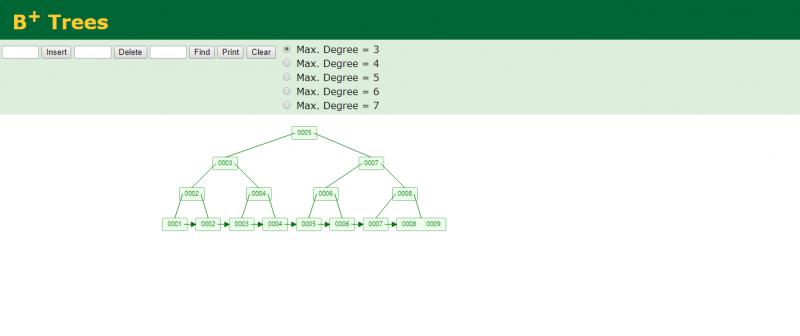 B+ Trees
Insert Delete Find Print Clear
Max. Degree = 3
Max. Degree = 4
Max. Degree = 5
Max. Degree = 6
Max. Degree = 7
0005
0003 0007
0002 0004 0006 0008
0001 0002 0003 0004 0005 0006 0007 0008 0009